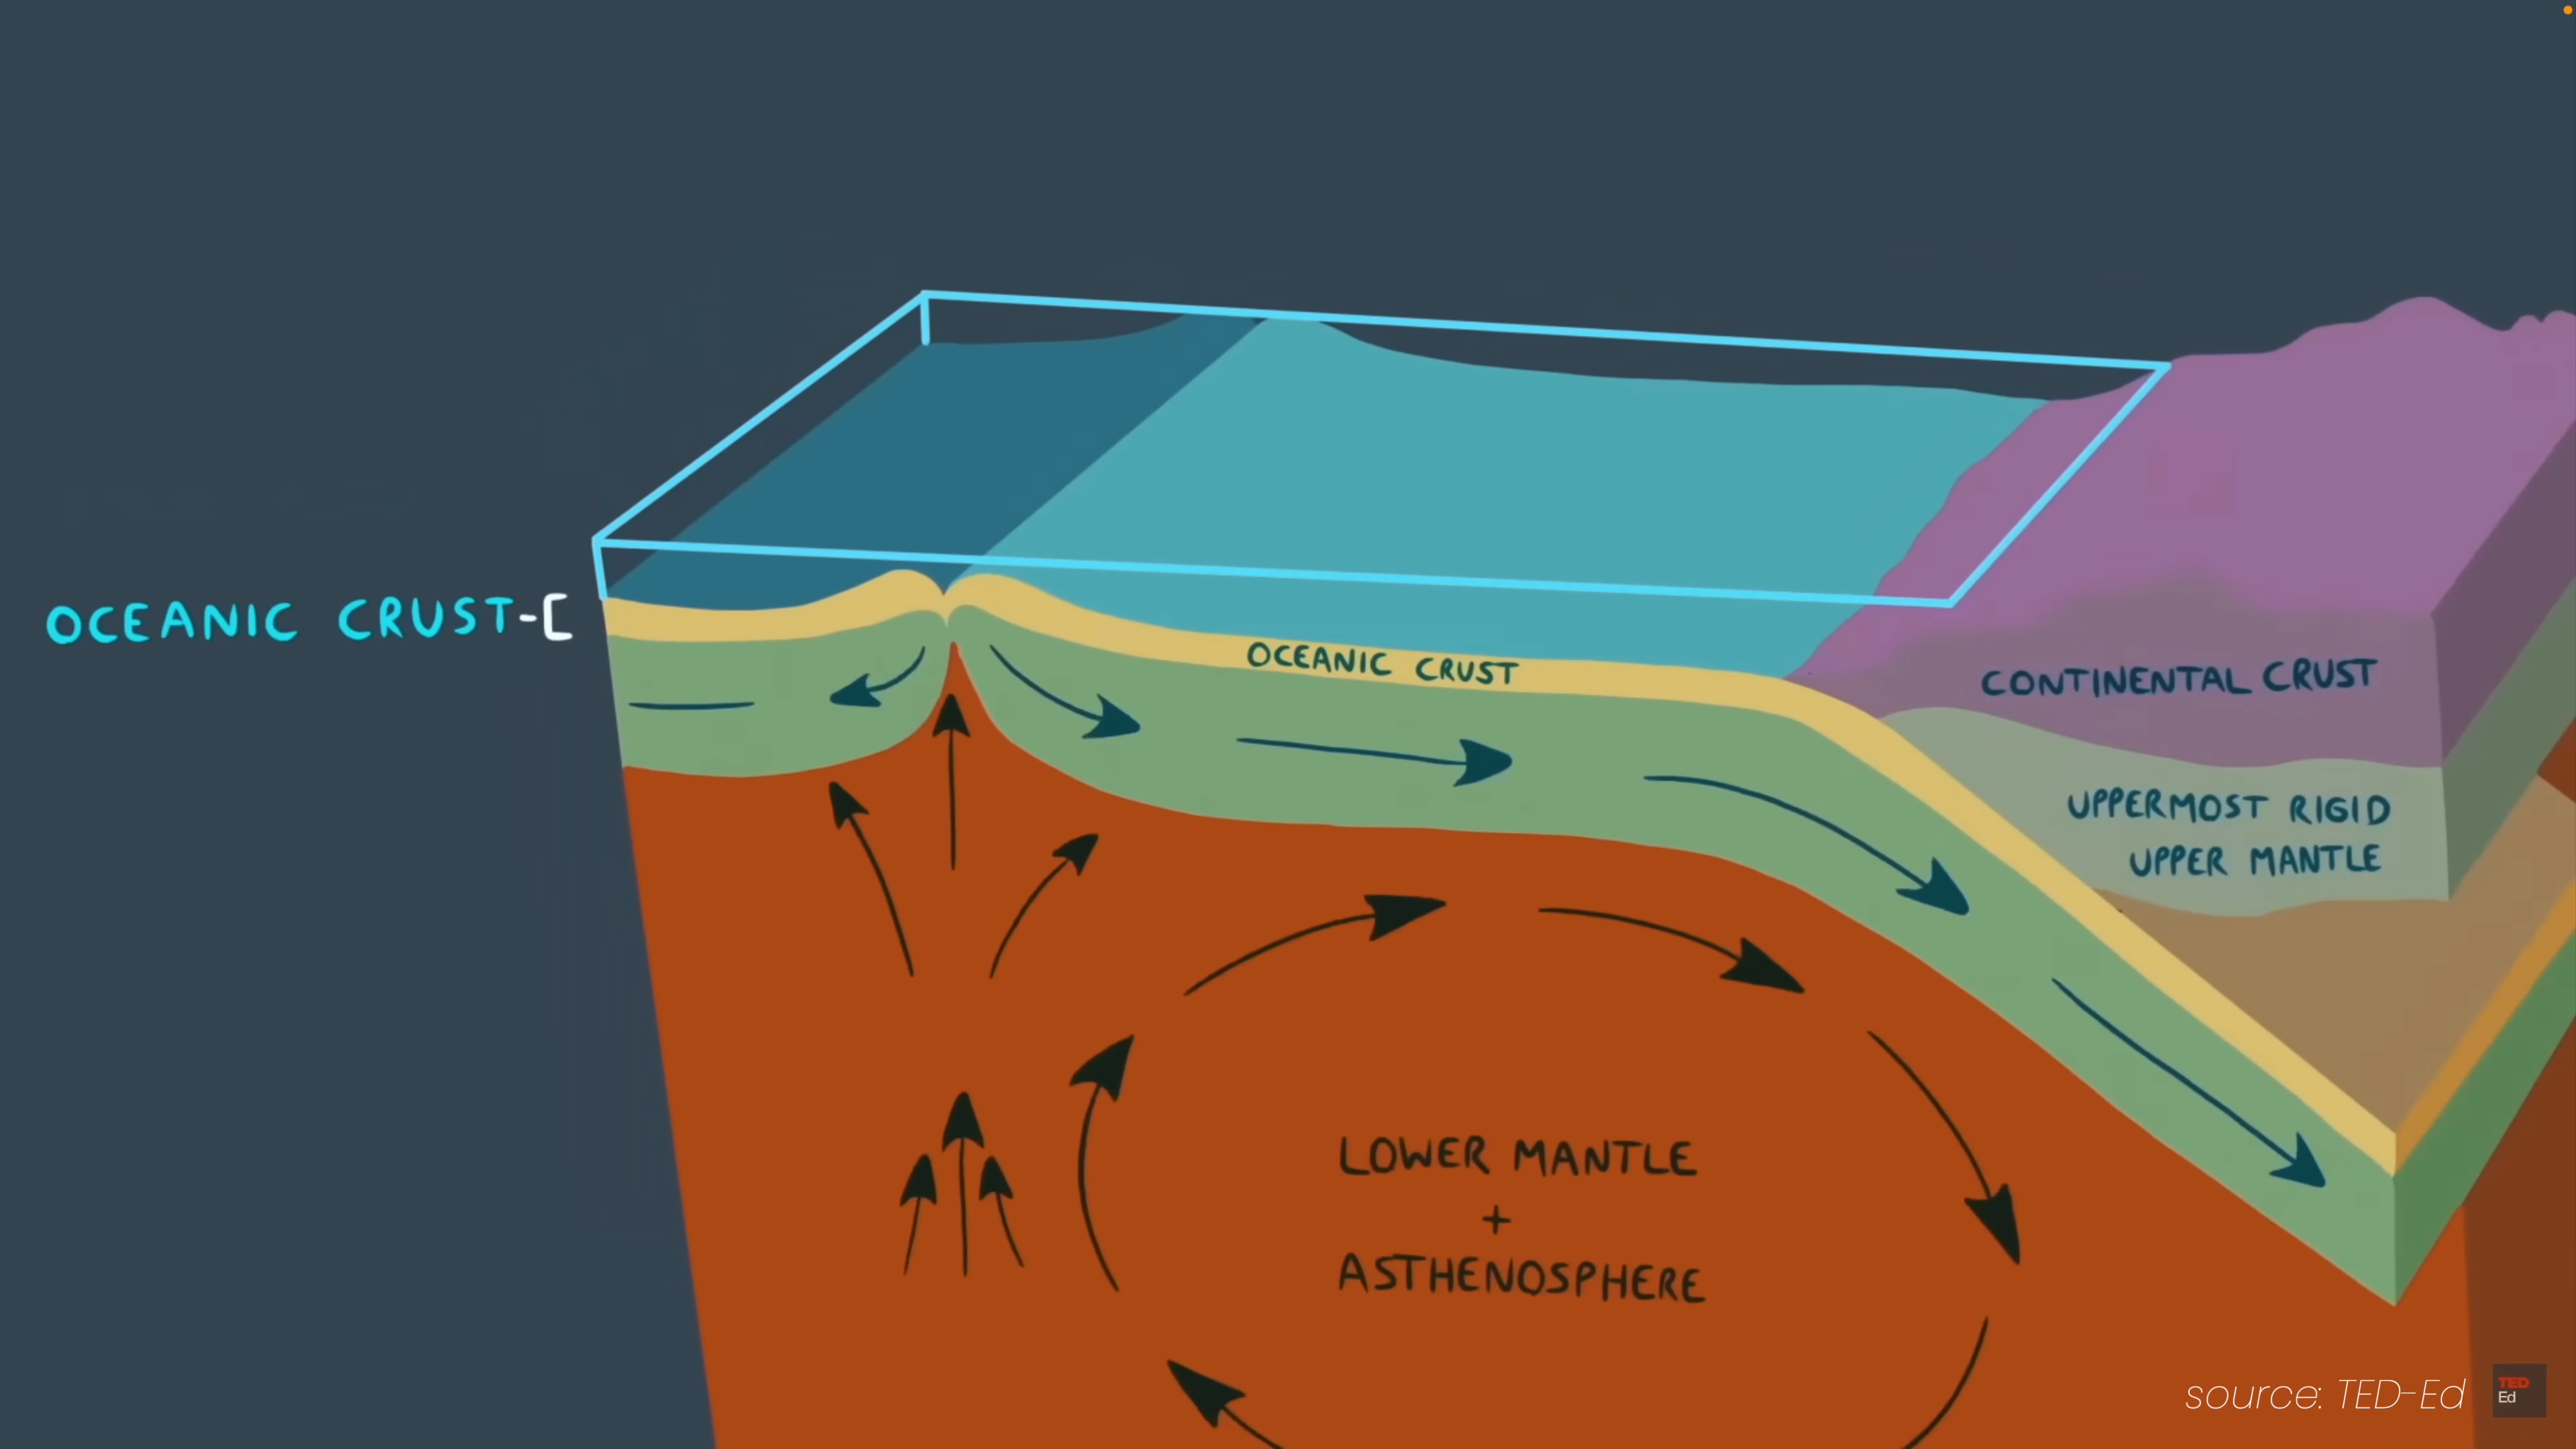 OCEANIC CRUST
OCEANIC CRUST
CONTINENTAL CRUST
UPPERMOST RIGID
UPPER MANTLE
LOWER MANTLE
+
ASTHENOSPHERE
source: TED-Ed
TED
Ed